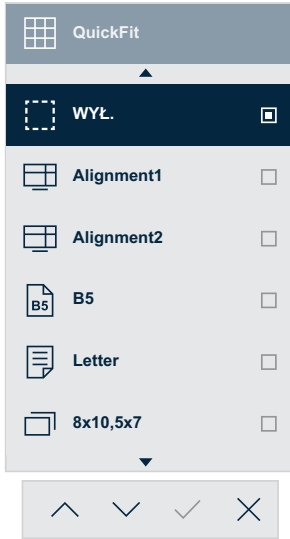 QuickFit
WYŁ.
Alignment1
Alignment2
B5
B5
Letter
8x10,5x7